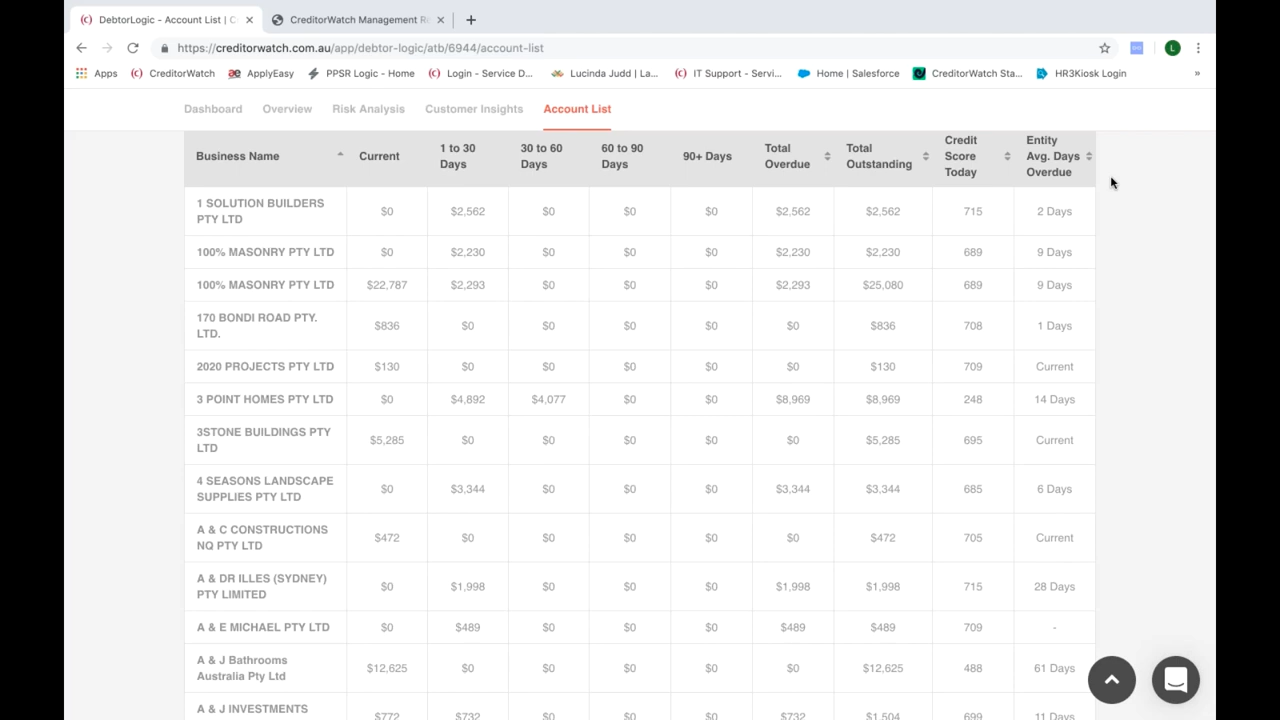 DebtorLogic - Account List | C
CreditorWatch Management Re
https://creditorwatch.com.au/app/debtor-logic/atb/6944/account-list
L
Apps
CreditorWatch
ApplyEasy
PPSR Logic - Home
Login - Service D...
Lucinda Judd | La...
IT Support - Servi...
Home | Salesforce
CreditorWatch Sta...
HR3Kiosk Login
»
Dashboard Overview Risk Analysis Customer Insights Account List
Business Name Current 1 to 30 Days 30 to 60 Days 60 to 90 Days 90+ Days Total Overdue Total Outstanding Credit Score Today Entity Avg. Days Overdue
1 SOLUTION BUILDERS
PTY LTD
$0 $2,562 $0 $0 $0 $2,562 $2,562 715 2 Days
100% MASONRY PTY LTD $0 $2,230 $0 $0 $0 $2,230 $2,230 689 9 Days
100% MASONRY PTY LTD $22,787 $2,293 $0 $0 $0 $2,293 $25,080 689 9 Days
170 BONDI ROAD PTY.
LTD.
$836 $0 $0 $0 $0 $0 $836 708 1 Days
2020 PROJECTS PTY LTD $130 $0 $0 $0 $0 $0 $130 709 Current
3 POINT HOMES PTY LTD $0 $4,892 $4,077 $0 $0 $8,969 $8,969 248 14 Days
3STONE BUILDINGS PTY
LTD
$5,285 $0 $0 $0 $0 $0 $5,285 695 Current
4 SEASONS LANDSCAPE
SUPPLIES PTY LTD
$0 $3,344 $0 $0 $0 $3,344 $3,344 685 6 Days
A & C CONSTRUCTIONS
NQ PTY LTD
$472 $0 $0 $0 $0 $0 $472 705 Current
A & DR ILLES (SYDNEY)
PTY LIMITED
$0 $1,998 $0 $0 $0 $1,998 $1,998 715 28 Days
A & E MICHAEL PTY LTD $0 $489 $0 $0 $0 $489 $489 709 -
A & J Bathrooms
Australia Pty Ltd
$12,625 $0 $0 $0 $0 $0 $12,625 488 61 Days
A & J INVESTMENTS
$772 $732 $0 $0 $0 $732 $1,504 699 11 Days